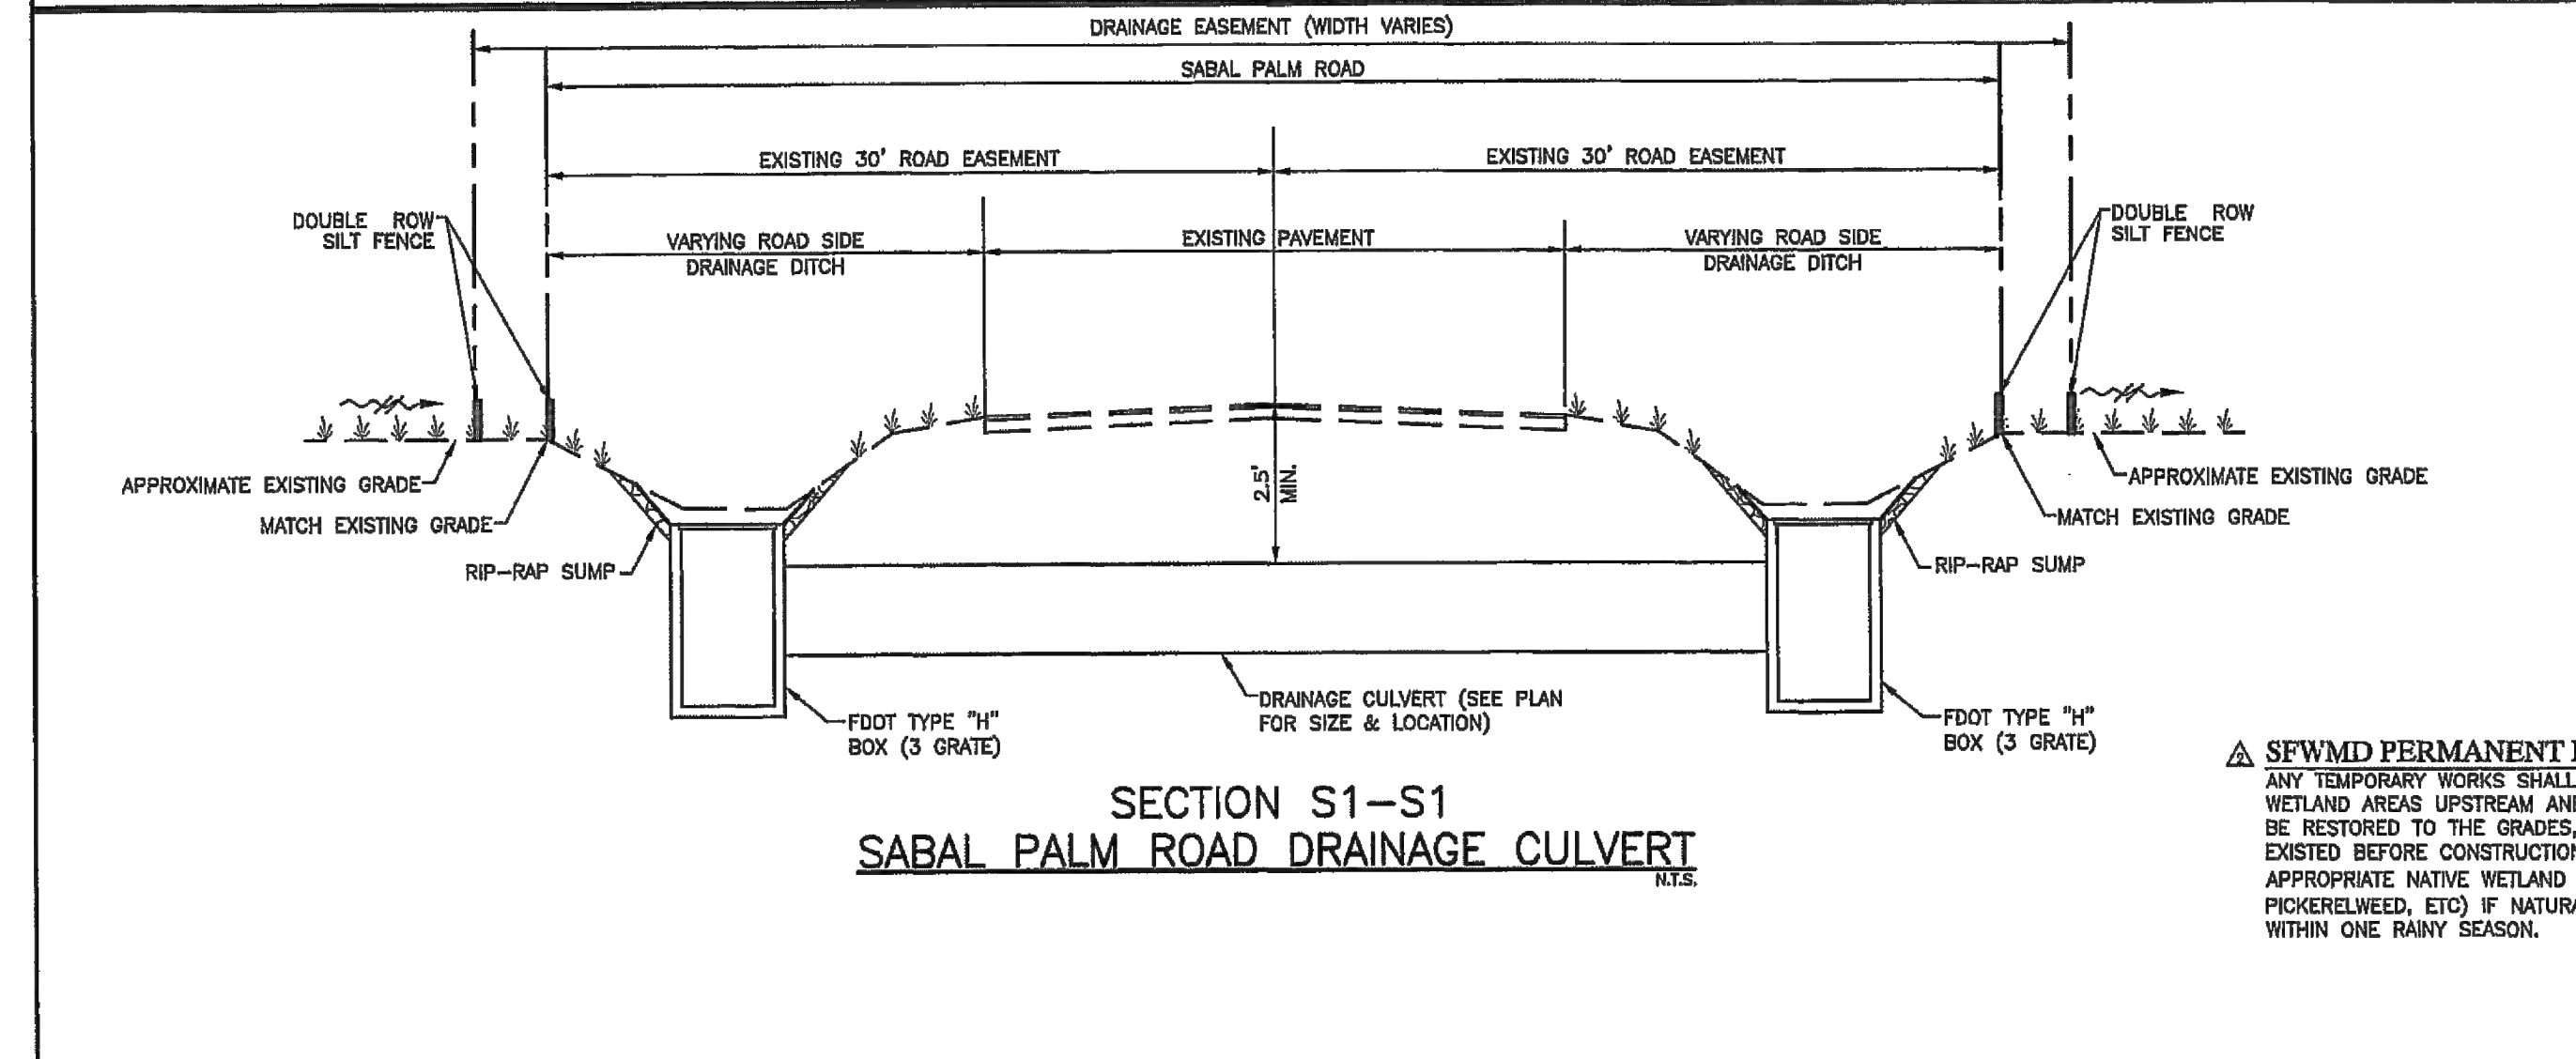 DRAINAGE EASEMENT (WIDTH VARIES)
SABAL PALM ROAD
EXISTING 30' ROAD EASEMENT
EXISTING 30' ROAD EASEMENT
DOUBLE ROW
SILT FENCE
VARYING ROAD SIDE
DRAINAGE DITCH
EXISTING PAVEMENT
VARYING ROAD SIDE
DRAINAGE DITCH
DOUBLE ROW
SILT FENCE
APPROXIMATE EXISTING GRADE
MATCH EXISTING GRADE
RIP-RAP SUMP
2.5'
MIN.
APPROXIMATE EXISTING GRADE
MATCH EXISTING GRADE
RIP-RAP SUMP
FDOT TYPE "H"
BOX (3 GRATE)
DRAINAGE CULVERT (SEE PLAN
FOR SIZE & LOCATION)
FDOT TYPE "H"
BOX (3 GRATE)
SECTION S1-S1
SABAL PALM ROAD DRAINAGE CULVERT
N.T.S.
2 SFWMD PERMANENT
ANY TEMPORARY WORKS SHALL
WETLAND AREAS UPSTREAM AN
BE RESTORED TO THE GRADES,
EXISTED BEFORE CONSTRUCTION
APPROPRIATE NATIVE WETLAND
PICKERELWEED, ETC) IF NATUR
WITHIN ONE RAINY SEASON.